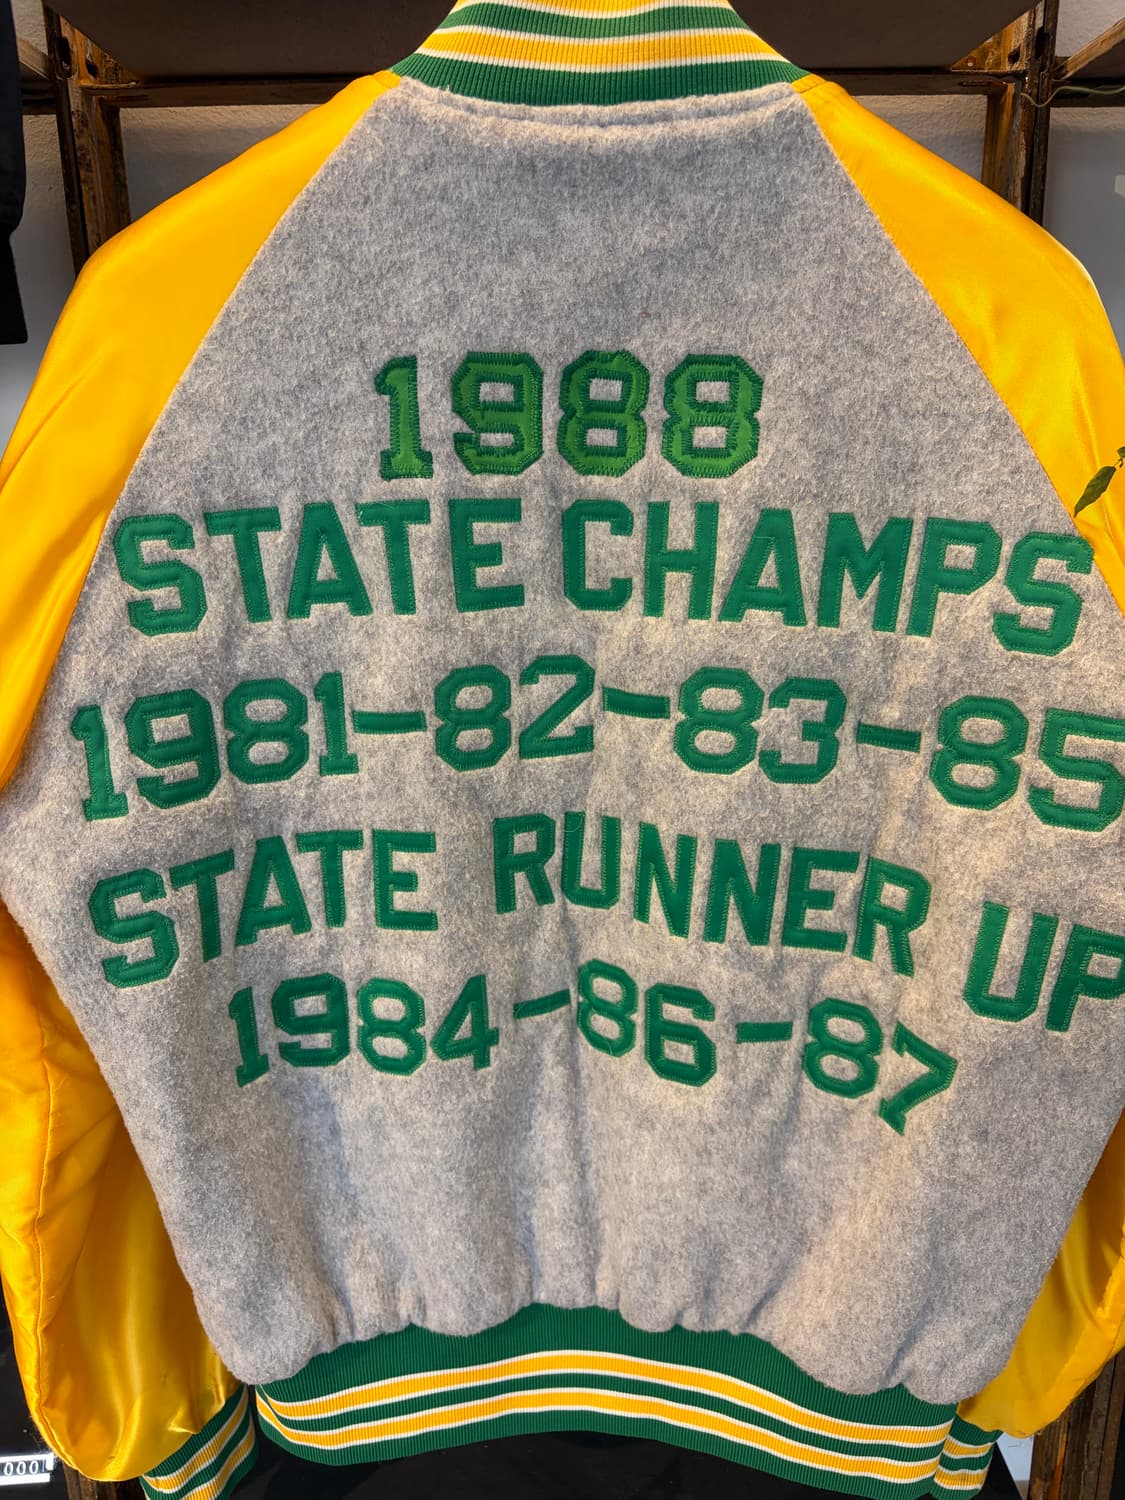 1988
STATE CHAMPS
1981-82-83-85
STATE RUNNER UP
1984-86-87